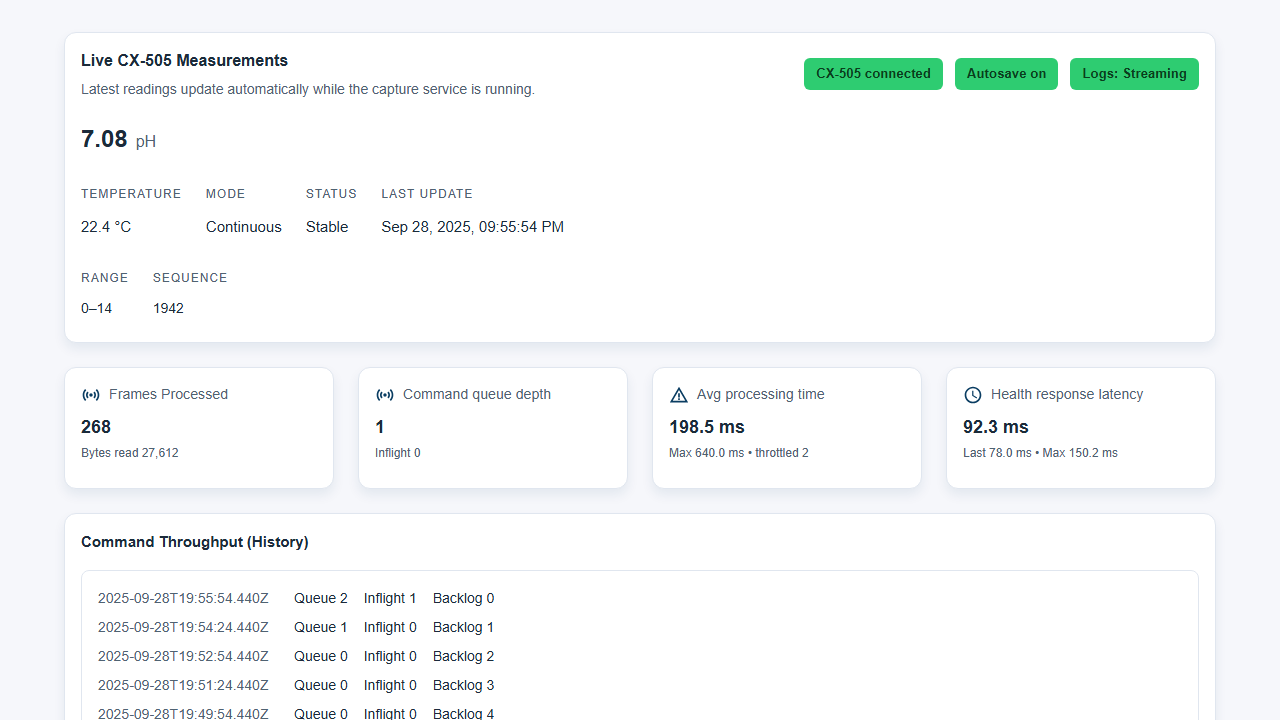 Live CX-505 Measurements
Latest readings update automatically while the capture service is running.
CX-505 connected
Autosave on
Logs: Streaming
7.08 pH
TEMPERATURE MODE STATUS LAST UPDATE
22.4 °C Continuous Stable Sep 28, 2025, 09:55:54 PM
RANGE SEQUENCE
0–14 1942
Frames Processed
268
Bytes read 27,612
Command queue depth
1
Inflight 0
Avg processing time
198.5 ms
Max 640.0 ms • throttled 2
Health response latency
92.3 ms
Last 78.0 ms • Max 150.2 ms
Command Throughput (History)
2025-09-28T19:55:54.440Z Queue 2 Inflight 1 Backlog 0
2025-09-28T19:54:24.440Z Queue 1 Inflight 0 Backlog 1
2025-09-28T19:52:54.440Z Queue 0 Inflight 0 Backlog 2
2025-09-28T19:51:24.440Z Queue 0 Inflight 0 Backlog 3
2025-09-28T19:49:54.440Z Queue 0 Inflight 0 Backlog 4